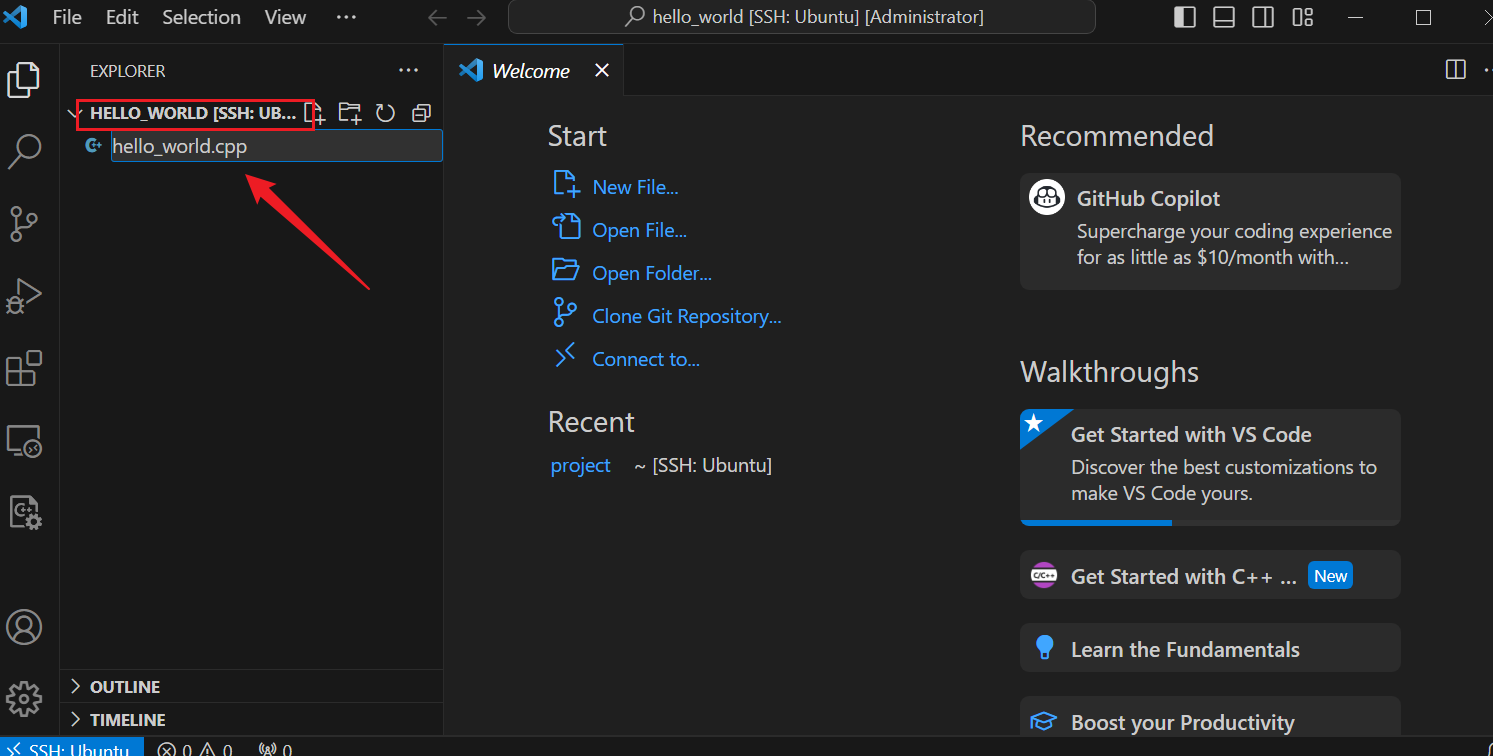 File Edit Selection View ···
hello_world [SSH: Ubuntu] [Administrator]
EXPLORER
HELLO_WORLD [SSH: UB...
hello_world.cpp
OUTLINE
TIMELINE
Welcome
Start
New File...
Open File...
Open Folder...
Clone Git Repository...
Connect to...
Recent
project ~ [SSH: Ubuntu]
Recommended
GitHub Copilot
Supercharge your coding experience
for as little as $10/month with...
Walkthroughs
Get Started with VS Code
Discover the best customizations to
make VS Code yours.
C/C++
Get Started with C++ ... New
Learn the Fundamentals
Boost your Productivity
SSH: Ubuntu 0 0 0